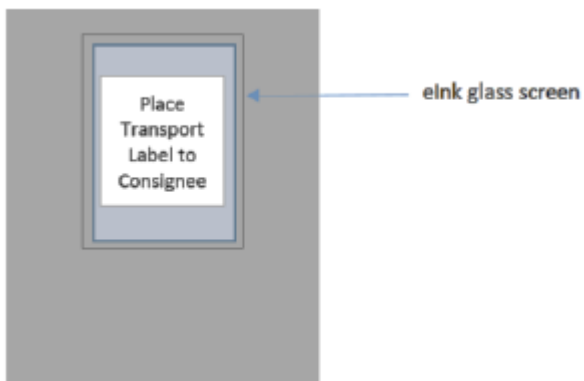 Place
Transport
Label to
Consignee
eInk glass screen